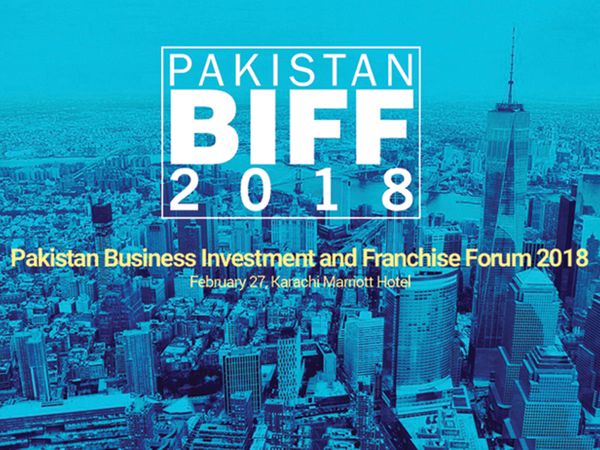 PAKISTAN
BIFF
2018
Pakistan Business Investment and Franchise Forum 2018
February 27, Karachi Marriott Hotel